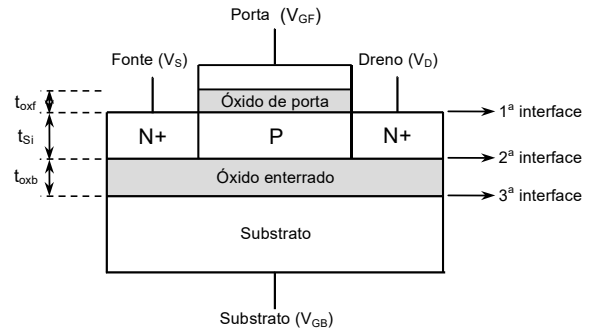 Porta (V_GF)
Fonte (V_S)
Dreno (V_D)
t_oxf
Óxido de porta
1ª interface
t_Si
N+
P
N+
2ª interface
t_oxb
Óxido enterrado
3ª interface
Substrato
Substrato (V_GB)